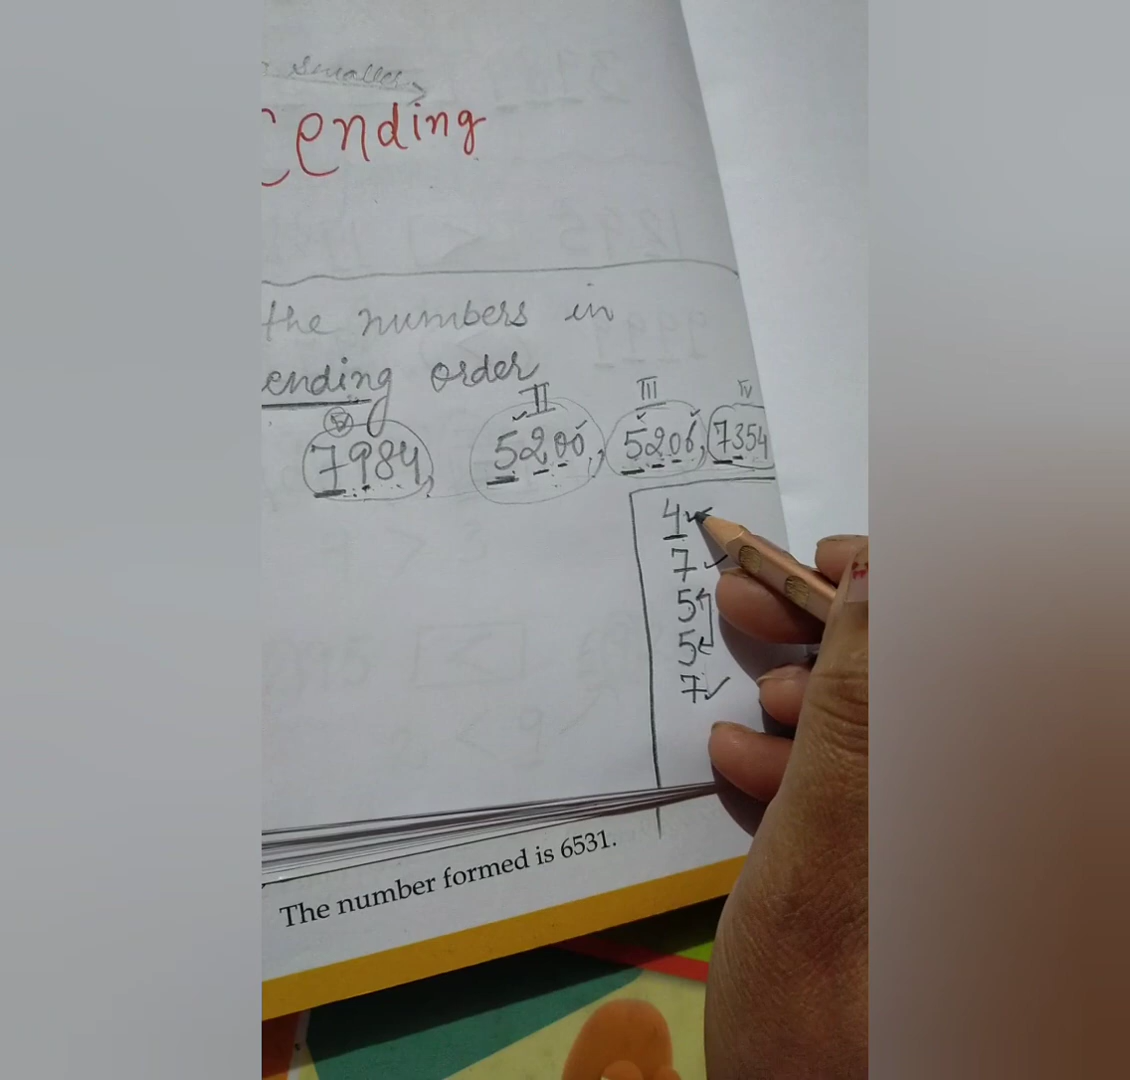 smaller
cending
the numbers in
ending order
II III IV
7984, 5200, 5206, 7354
4
7
5
5
7
The number formed is 6531.